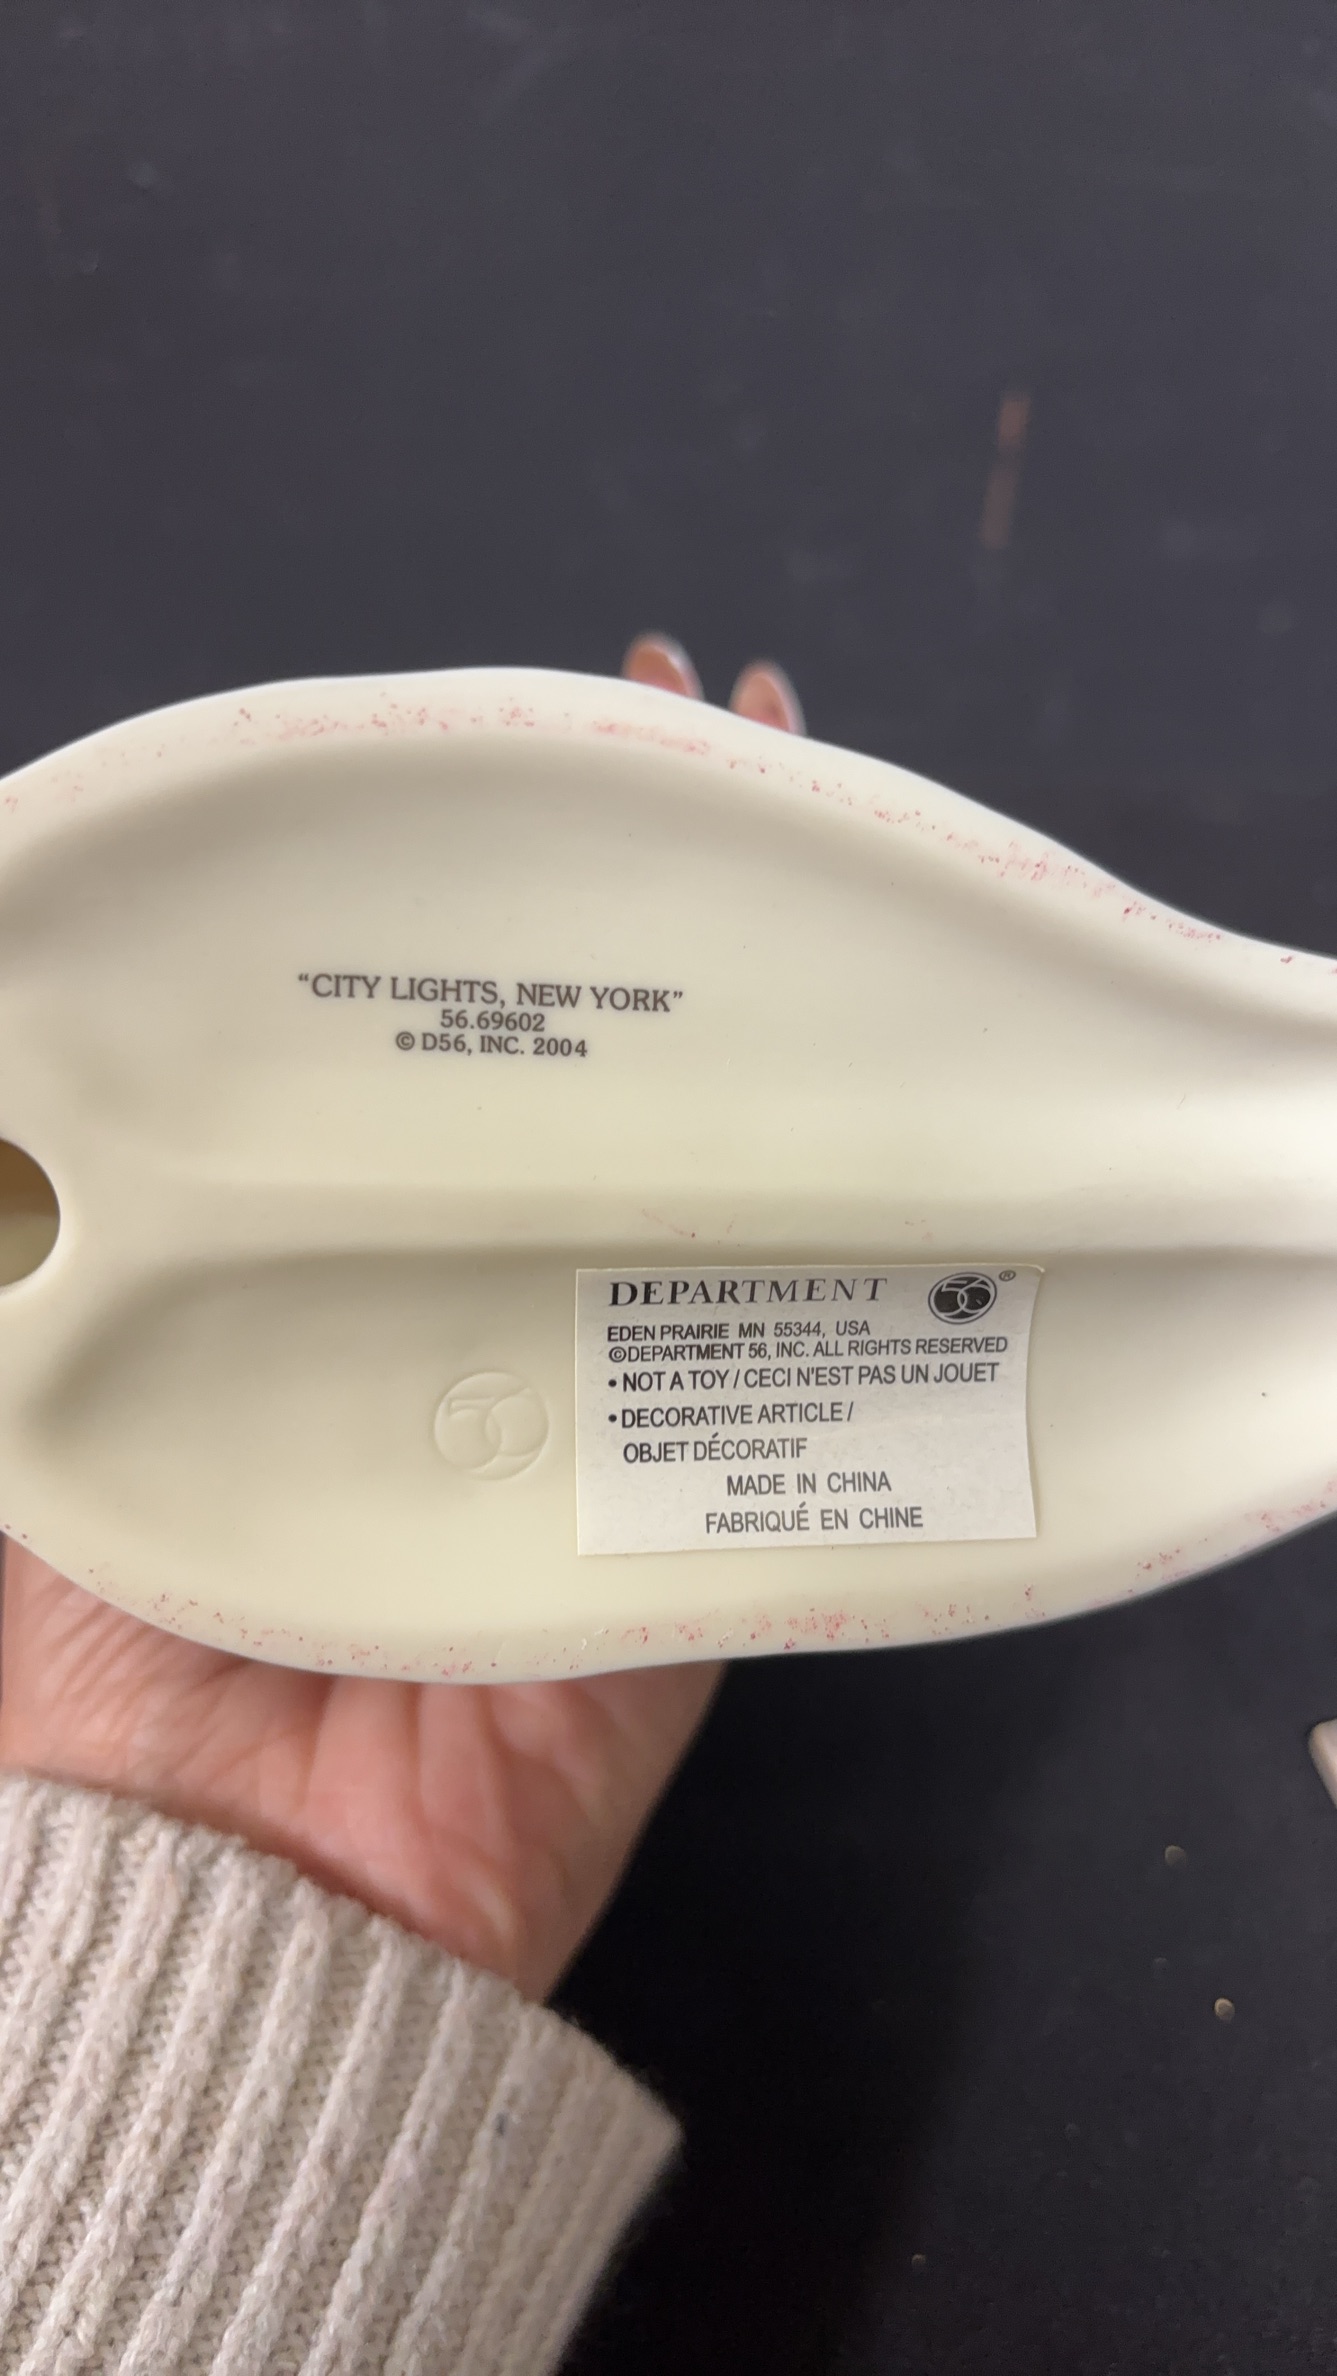 “CITY LIGHTS, NEW YORK”
56.69602
© D56, INC. 2004
DEPARTMENT 56®
EDEN PRAIRIE MN 55344, USA
©DEPARTMENT 56, INC. ALL RIGHTS RESERVED
• NOT A TOY / CECI N'EST PAS UN JOUET
• DECORATIVE ARTICLE /
OBJET DÉCORATIF
MADE IN CHINA
FABRIQUÉ EN CHINE
56